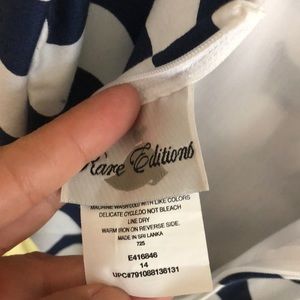 Rare Editions
MACHINE WASH COLD WITH LIKE COLORS
DELICATE CYCLE, DO NOT BLEACH
LINE DRY
WARM IRON ON REVERSE SIDE.
MADE IN SRI LANKA
725
E416846
14
UPC#791088136131